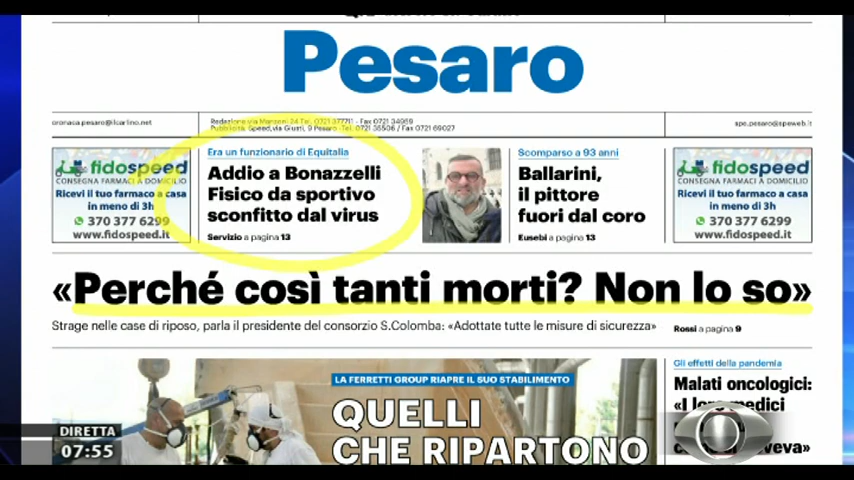 Pesaro
cronaca.pesaro@ilcarlino.net
Redazione via Manzoni 24 Tel. 0721 377711 - Fax 0721 34959
Pubblicità, Speed, via Giusti, 9 Pesaro /Tel. 0721 35506 / Fax 0721 69027
spe.pesaro@speweb.it
fidospeed
CONSEGNA FARMACI A DOMICILIO
Ricevi il tuo farmaco a casa
in meno di 3h
370 377 6299
www.fidospeed.it
Era un funzionario di Equitalia
Addio a Bonazzelli
Fisico da sportivo
sconfitto dal virus
Servizio a pagina 13
Scomparso a 93 anni
Ballarini,
il pittore
fuori dal coro
Eusebi a pagina 13
fidospeed
CONSEGNA FARMACI A DOMICILIO
Ricevi il tuo farmaco a casa
in meno di 3h
370 377 6299
www.fidospeed.it
«Perché così tanti morti? Non lo so»
Strage nelle case di riposo, parla il presidente del consorzio S.Colomba: «Adottate tutte le misure di sicurezza»
Rossi a pagina 9
LA FERRETTI GROUP RIAPRE IL SUO STABILIMENTO
QUELLI
CHE RIPARTONO
Gli effetti della pandemia
Malati oncologici:
DIRETTA
07:55